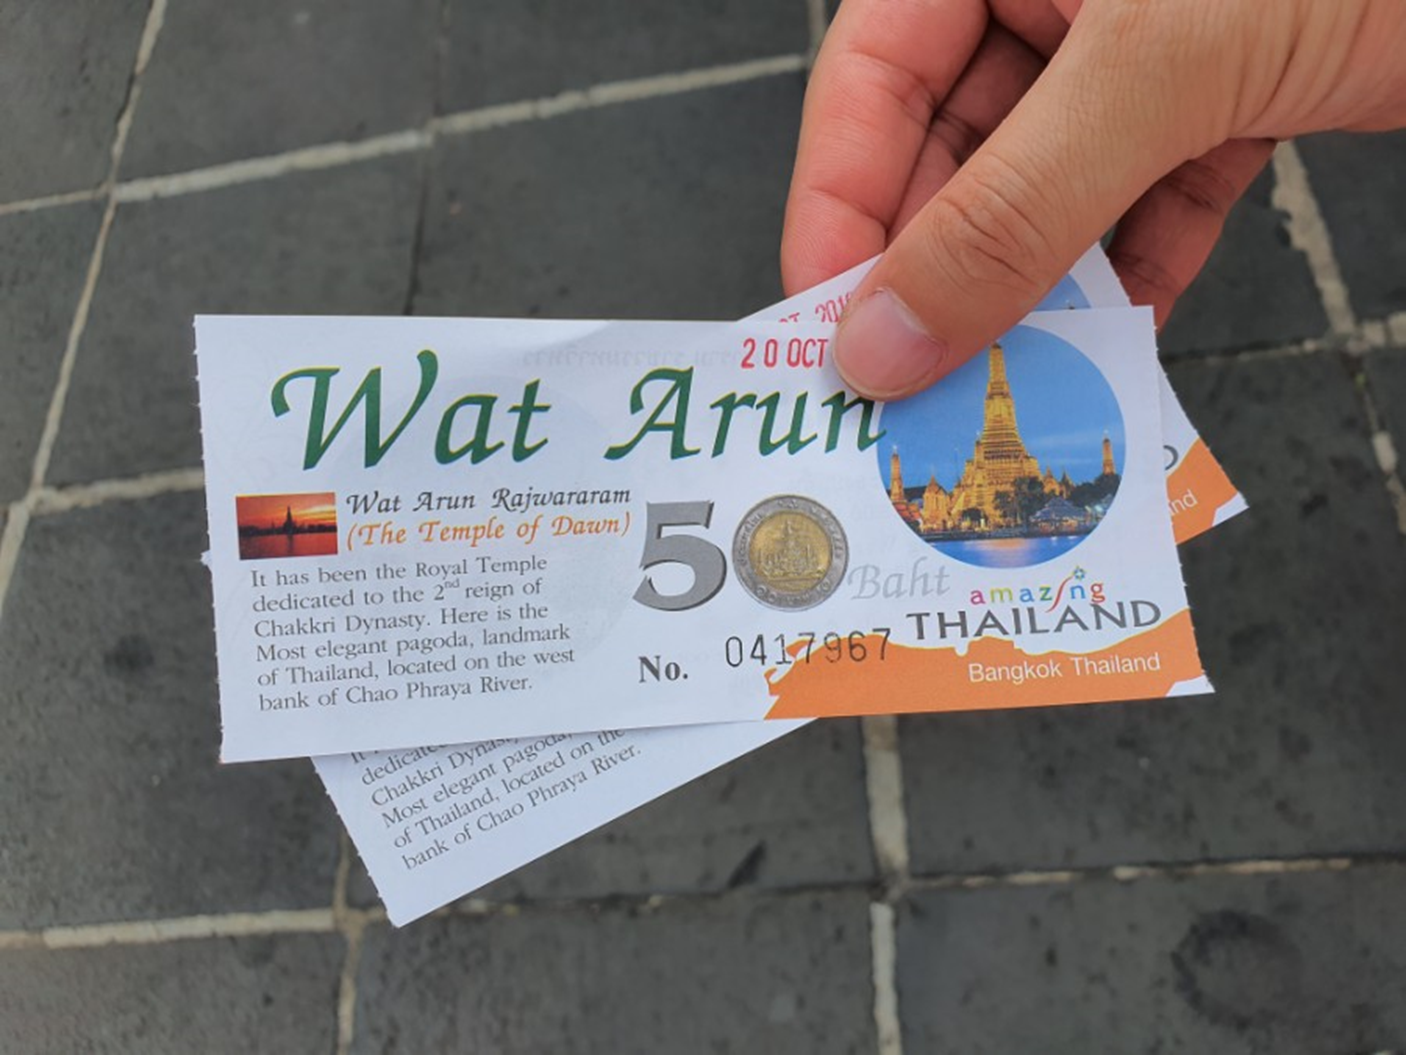 20 OCT
Wat Arun
Wat Arun Rajwararam
(The Temple of Dawn)
It has been the Royal Temple
dedicated to the 2nd reign of
Chakkri Dynasty. Here is the
Most elegant pagoda, landmark
of Thailand, located on the west
bank of Chao Phraya River.
50 Baht
No. 0417967
amazing
THAILAND
Bangkok Thailand
It
dedicated
Chakkri Dynasty,
Most elegant pagoda,
of Thailand, located on the
bank of Chao Phraya River.